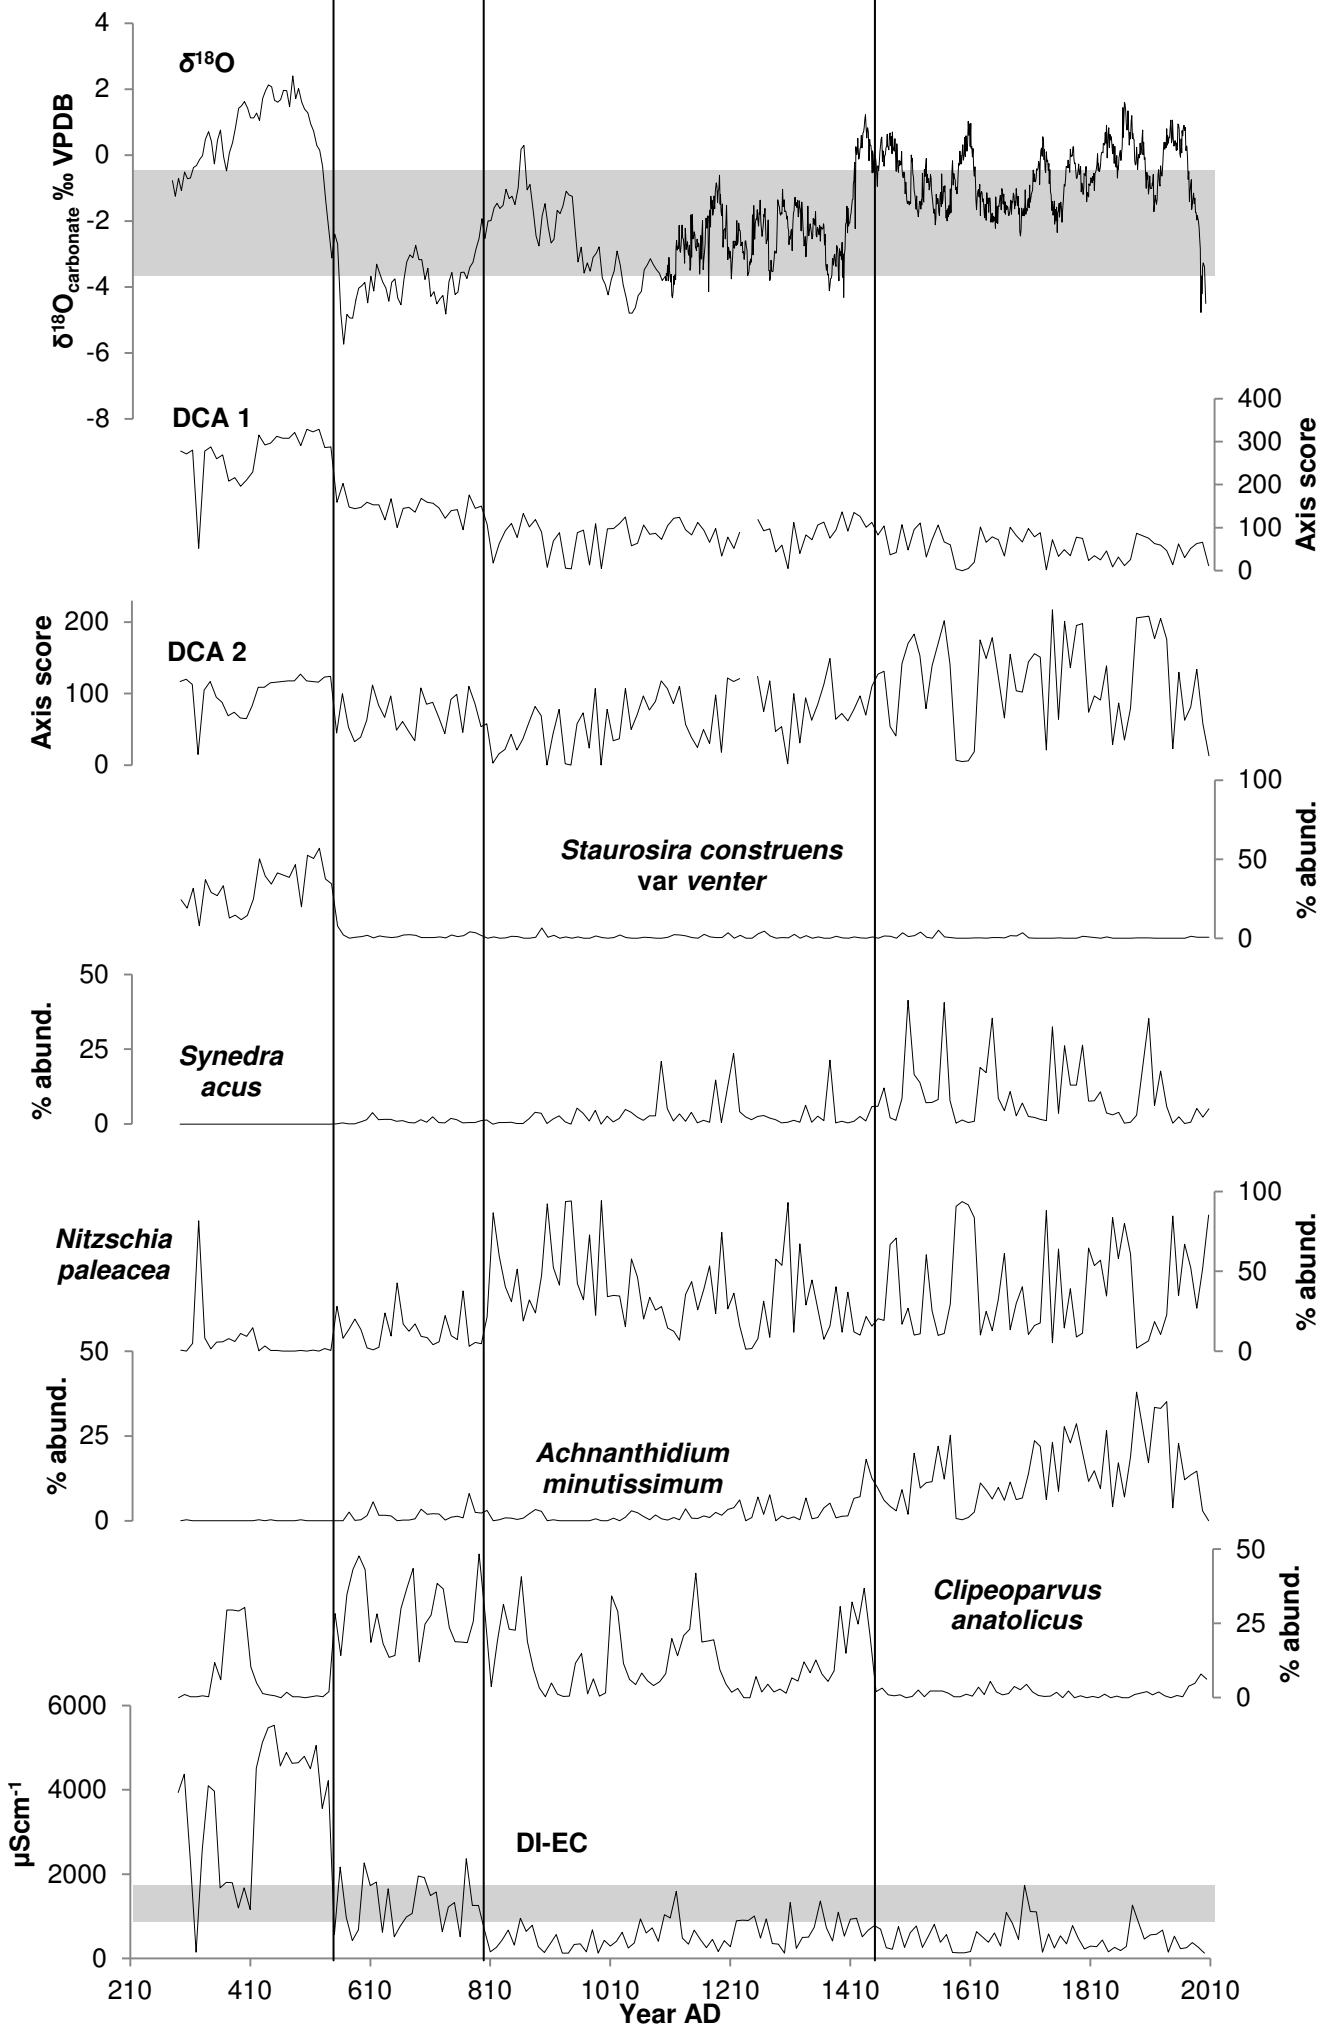 4
2
0
-2
-4
-6
-8
δ18Ocarbonate ‰ VPDB
δ18O
DCA 1
400
300
200
100
0
Axis score
Axis score
200
100
0
DCA 2
100
50
0
% abund.
Staurosira construens
var venter
50
25
0
% abund.
Synedra
acus
Nitzschia
paleacea
100
50
0
% abund.
50
25
0
% abund.
Achnanthidium
minutissimum
50
25
0
% abund.
Clipeoparvus
anatolicus
6000
4000
2000
0
µScm-1
DI-EC
210 410 610 810 1010 1210 1410 1610 1810 2010
Year AD